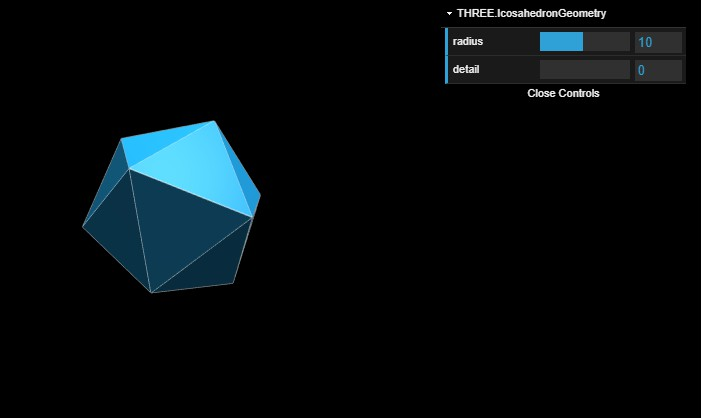 THREE.IcosahedronGeometry
radius 10
detail 0
Close Controls